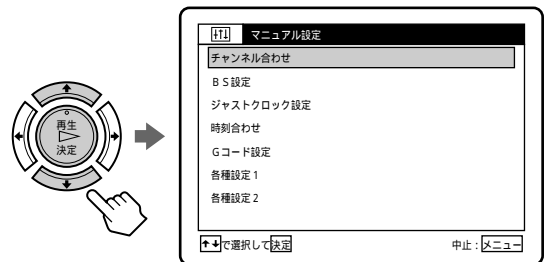 再生
決定
マニュアル設定
チャンネル合わせ
BS設定
ジャストクロック設定
時刻合わせ
Gコード設定
各種設定1
各種設定2
で選択して決定
中止:メニュー